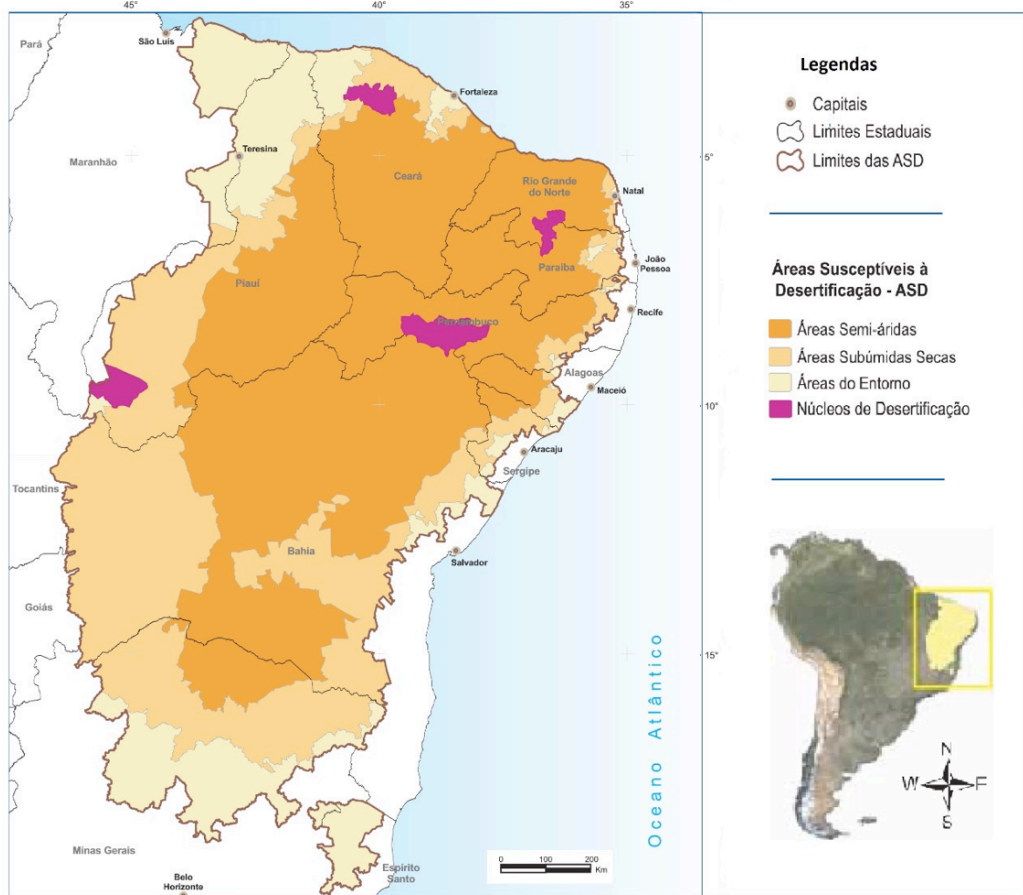 45°
40°
35°
Pará
São Luís
Fortaleza
Maranhão
Teresina
5°
Ceará
Rio Grande
do Norte
Natal
Paraíba
João
Pessoa
Piauí
Recife
Pernambuco
Alagoas
Maceió
10°
Aracaju
Sergipe
Tocantins
Bahia
Salvador
Goiás
15°
Oceano Atlântico
Minas Gerais
Belo
Horizonte
Espírito
Santo
0 100 200
Km
Legendas
Capitais
Limites Estaduais
Limites das ASD
Áreas Susceptíveis à
Desertificação - ASD
Áreas Semi-áridas
Áreas Subúmidas Secas
Áreas do Entorno
Núcleos de Desertificação
N
W E
S